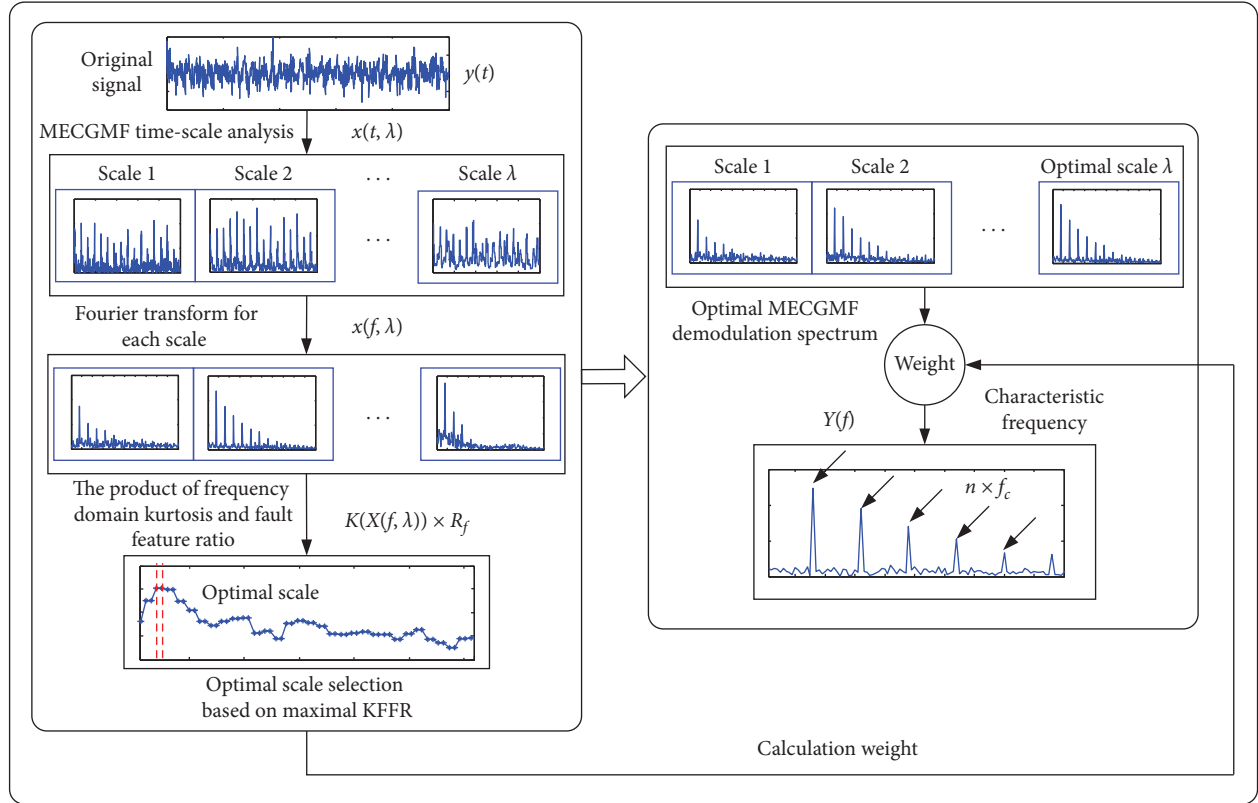 Original
signal
y(t)
MECGMF time-scale analysis
x(t, λ)
Scale 1
Scale 2
. . .
Scale λ
. . .
Fourier transform for
each scale
x(f, λ)
. . .
The product of frequency
domain kurtosis and fault
feature ratio
K(X(f, λ)) × R_f
Optimal scale
Optimal scale selection
based on maximal KFFR
Scale 1
Scale 2
Optimal scale λ
. . .
Optimal MECGMF
demodulation spectrum
Weight
Characteristic
frequency
Y(f)
n × f_c
Calculation weight